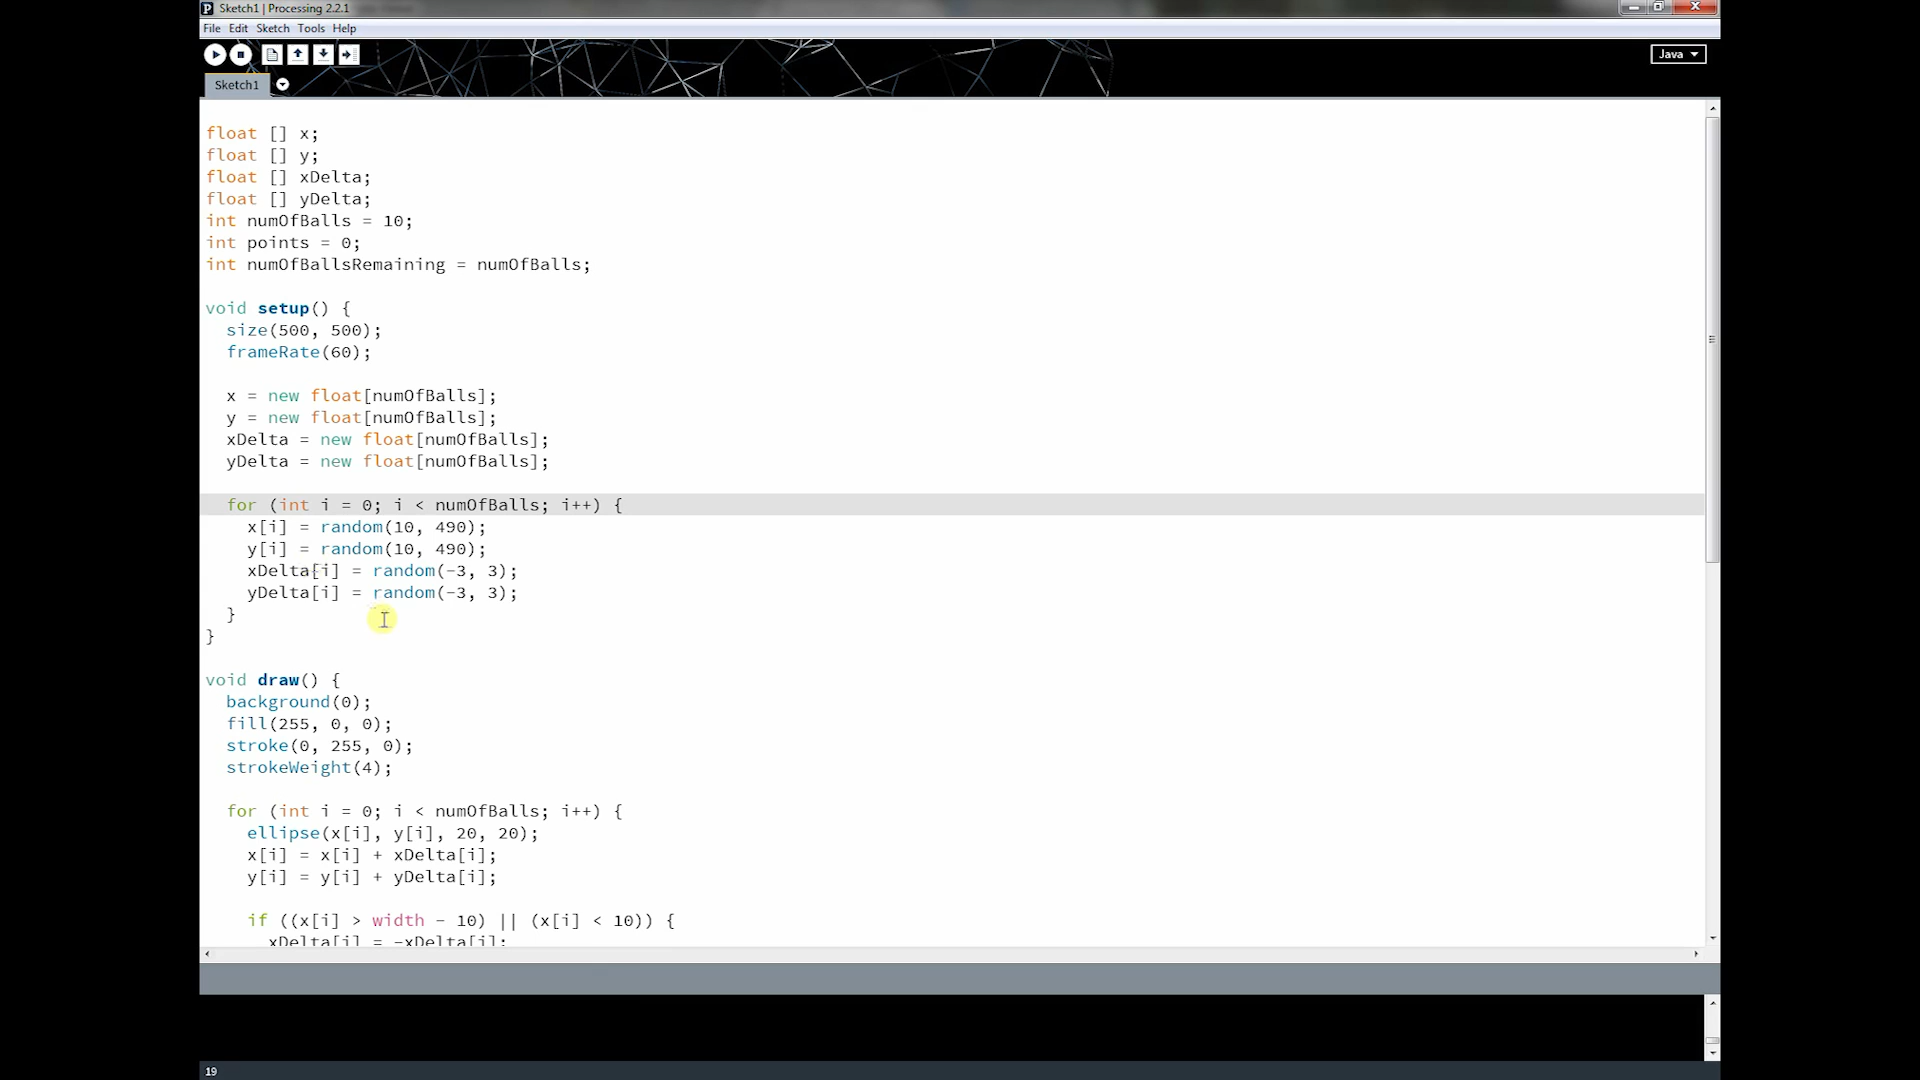 Sketch1 | Processing 2.2.1
File Edit Sketch Tools Help
Java
Sketch1
float [] x;
float [] y;
float [] xDelta;
float [] yDelta;
int numOfBalls = 10;
int points = 0;
int numOfBallsRemaining = numOfBalls;
void setup() {
size(500, 500);
frameRate(60);
x = new float[numOfBalls];
y = new float[numOfBalls];
xDelta = new float[numOfBalls];
yDelta = new float[numOfBalls];
for (int i = 0; i < numOfBalls; i++) {
x[i] = random(10, 490);
y[i] = random(10, 490);
xDelta[i] = random(-3, 3);
yDelta[i] = random(-3, 3);
}
}
void draw() {
background(0);
fill(255, 0, 0);
stroke(0, 255, 0);
strokeWeight(4);
for (int i = 0; i < numOfBalls; i++) {
ellipse(x[i], y[i], 20, 20);
x[i] = x[i] + xDelta[i];
y[i] = y[i] + yDelta[i];
if ((x[i] > width - 10) || (x[i] < 10)) {
xDelta[i] = -xDelta[i];
19